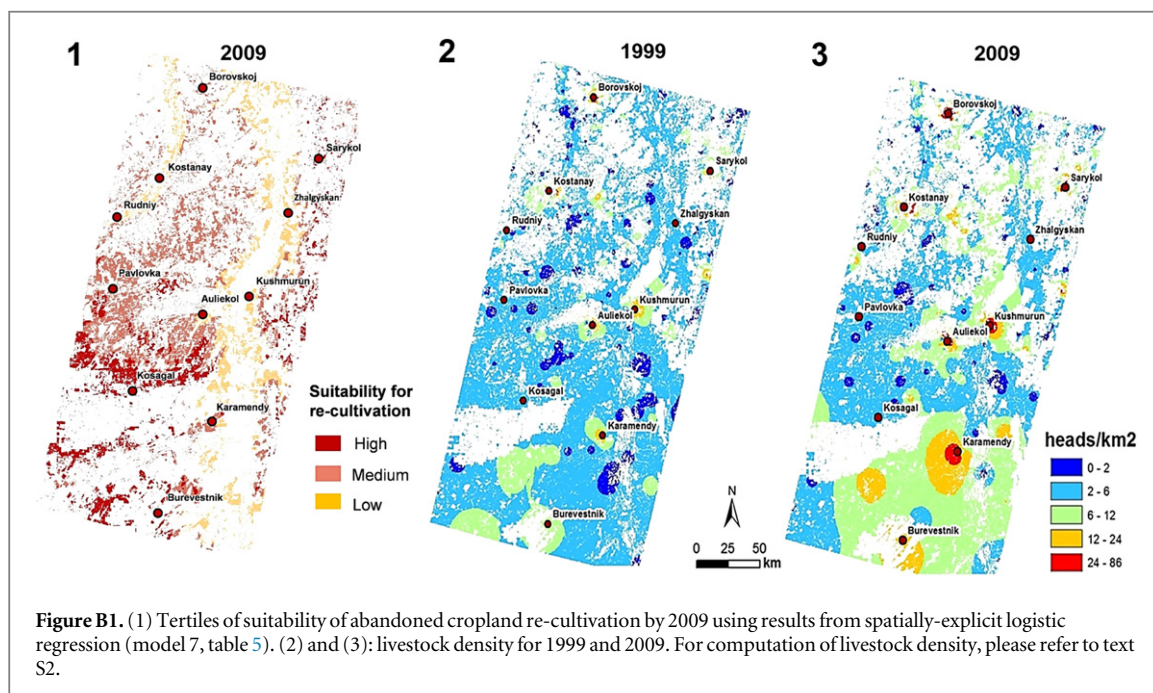 1
2009
Borovskoj
Sarykol
Kostanay
Zhalgyskan
Rudniy
Pavlovka
Kushmurun
Auliekol
Kosagal
Karamendy
Burevestnik
Suitability for
re-cultivation
High
Medium
Low
2
1999
Borovskoj
Sarykol
Kostanay
Zhalgyskan
Rudniy
Pavlovka
Kushmurun
Auliekol
Kosagal
Karamendy
Burevestnik
N
0 25 50
km
3
2009
Borovskoj
Sarykol
Kostanay
Zhalgyskan
Rudniy
Pavlovka
Kushmurun
Auliekol
Kosagal
Karamendy
Burevestnik
heads/km2
0 - 2
2 - 6
6 - 12
12 - 24
24 - 86
Figure B1. (1) Tertiles of suitability of abandoned cropland re-cultivation by 2009 using results from spatially-explicit logistic
regression (model 7, table 5). (2) and (3): livestock density for 1999 and 2009. For computation of livestock density, please refer to text
S2.